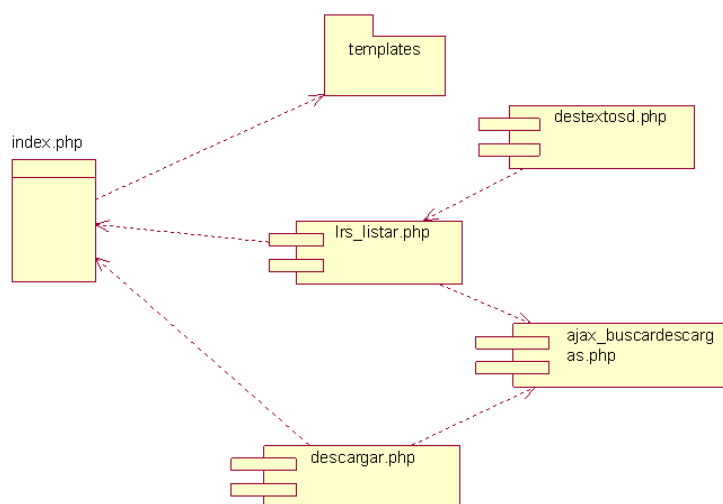 templates
destextosd.php
index.php
lrs_listar.php
ajax_buscardescarg
as.php
descargar.php